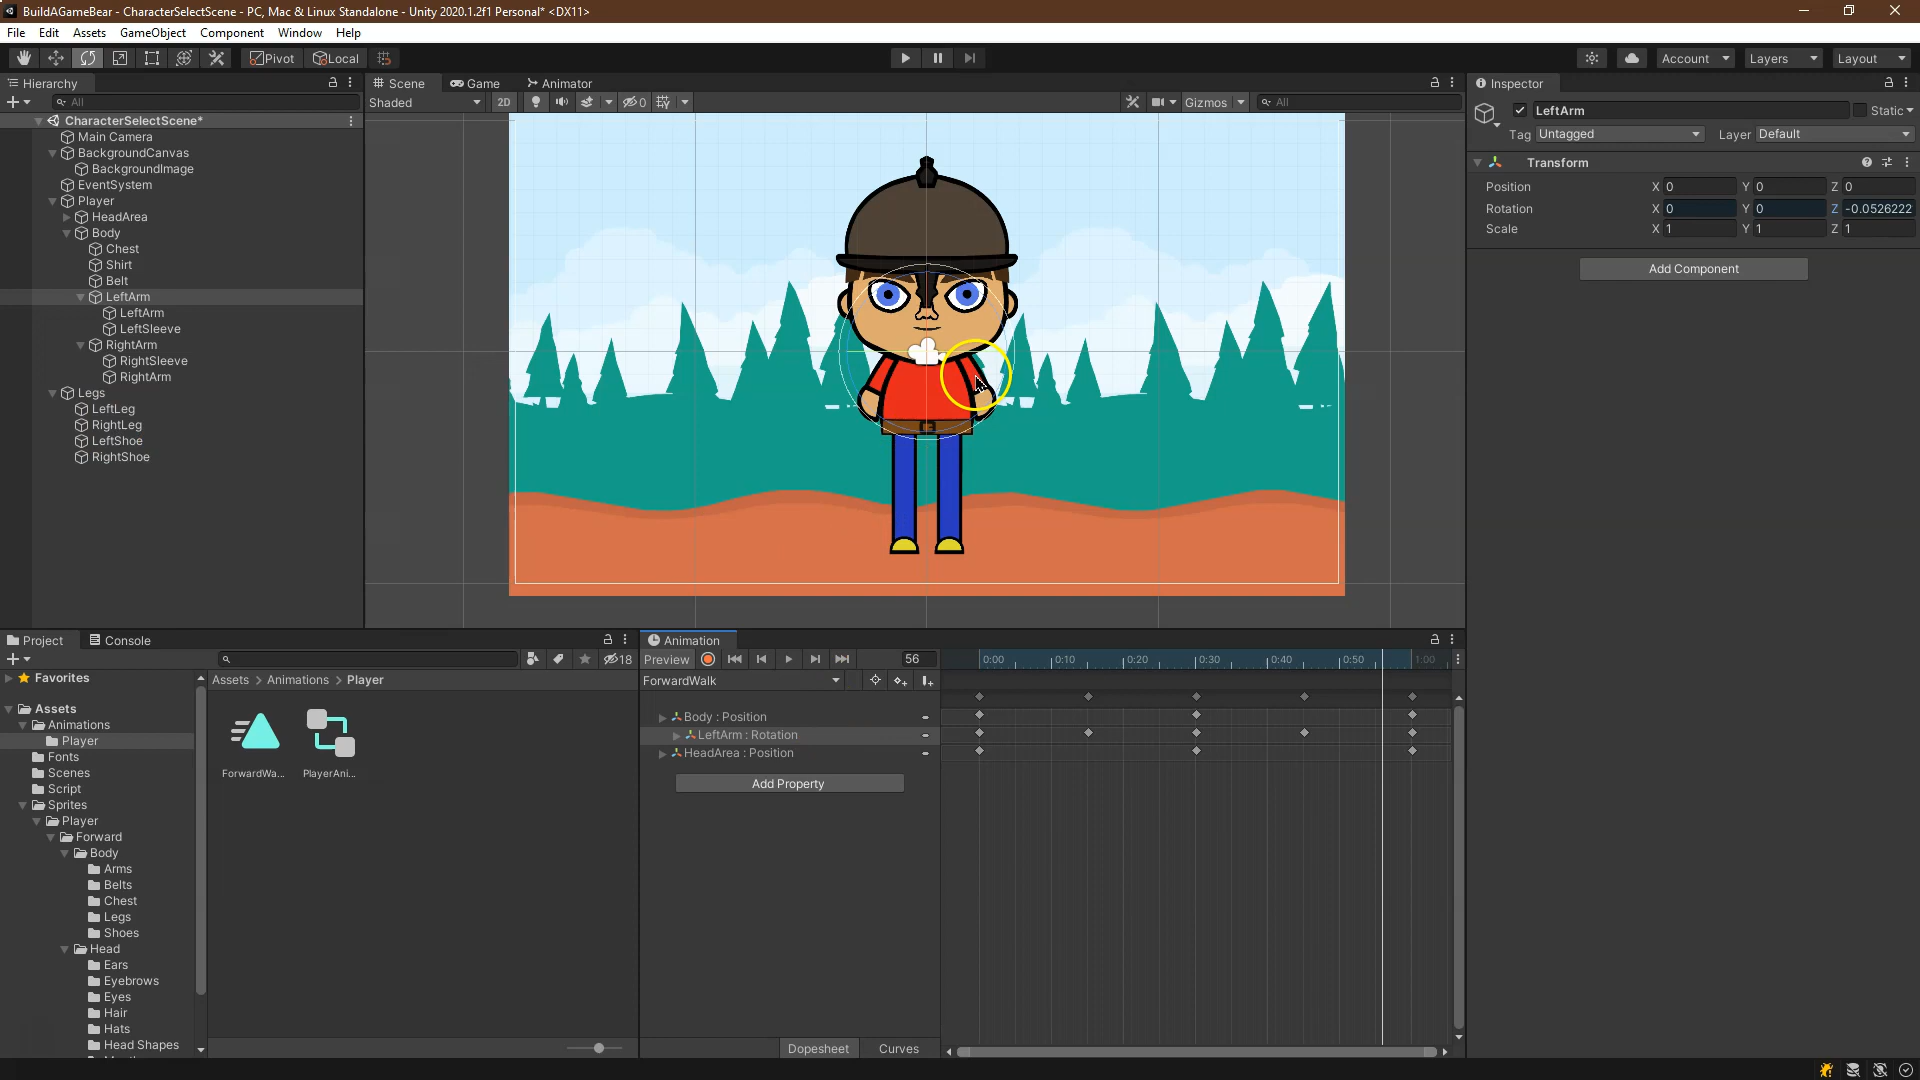 BuildAGameBear - CharacterSelectScene - PC, Mac & Linux Standalone - Unity 2020.1.2f1 Personal* <DX11>
File Edit Assets GameObject Component Window Help
Pivot Local Account Layers Layout
Hierarchy
All
CharacterSelectScene*
Main Camera
BackgroundCanvas
BackgroundImage
EventSystem
Player
HeadArea
Body
Chest
Shirt
Belt
LeftArm
LeftArm
LeftSleeve
RightArm
RightSleeve
RightArm
Legs
LeftLeg
RightLeg
LeftShoe
RightShoe
Scene Game Animator
Shaded 2D 0 Gizmos All
Inspector
LeftArm Static
Tag Untagged Layer Default
Transform
Position X 0 Y 0 Z 0
Rotation X 0 Y 0 Z -0.0526222
Scale X 1 Y 1 Z 1
Add Component
Project Console
18
Favorites
Assets
Animations
Player
Fonts
Scenes
Script
Sprites
Player
Forward
Body
Arms
Belts
Chest
Legs
Shoes
Head
Ears
Eyebrows
Eyes
Hair
Hats
Head Shapes
Assets > Animations > Player
ForwardWa... PlayerAni...
Animation
Preview 56 0:00 0:10 0:20 0:30 0:40 0:50 1:00
ForwardWalk
Body : Position
LeftArm : Rotation
HeadArea : Position
Add Property
Dopesheet Curves